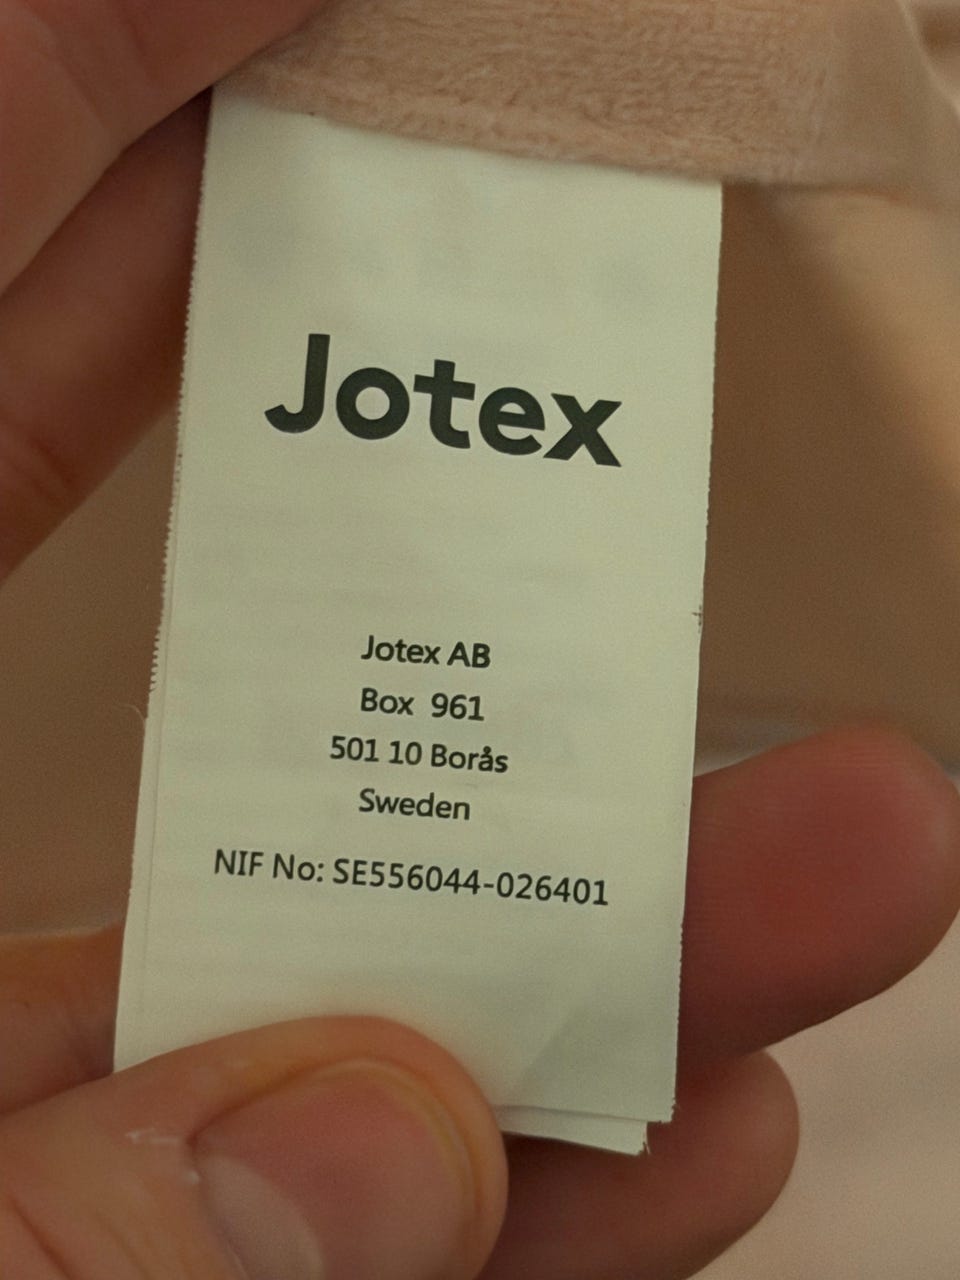 Jotex
Jotex AB
Box 961
501 10 Borås
Sweden
NIF No: SE556044-026401